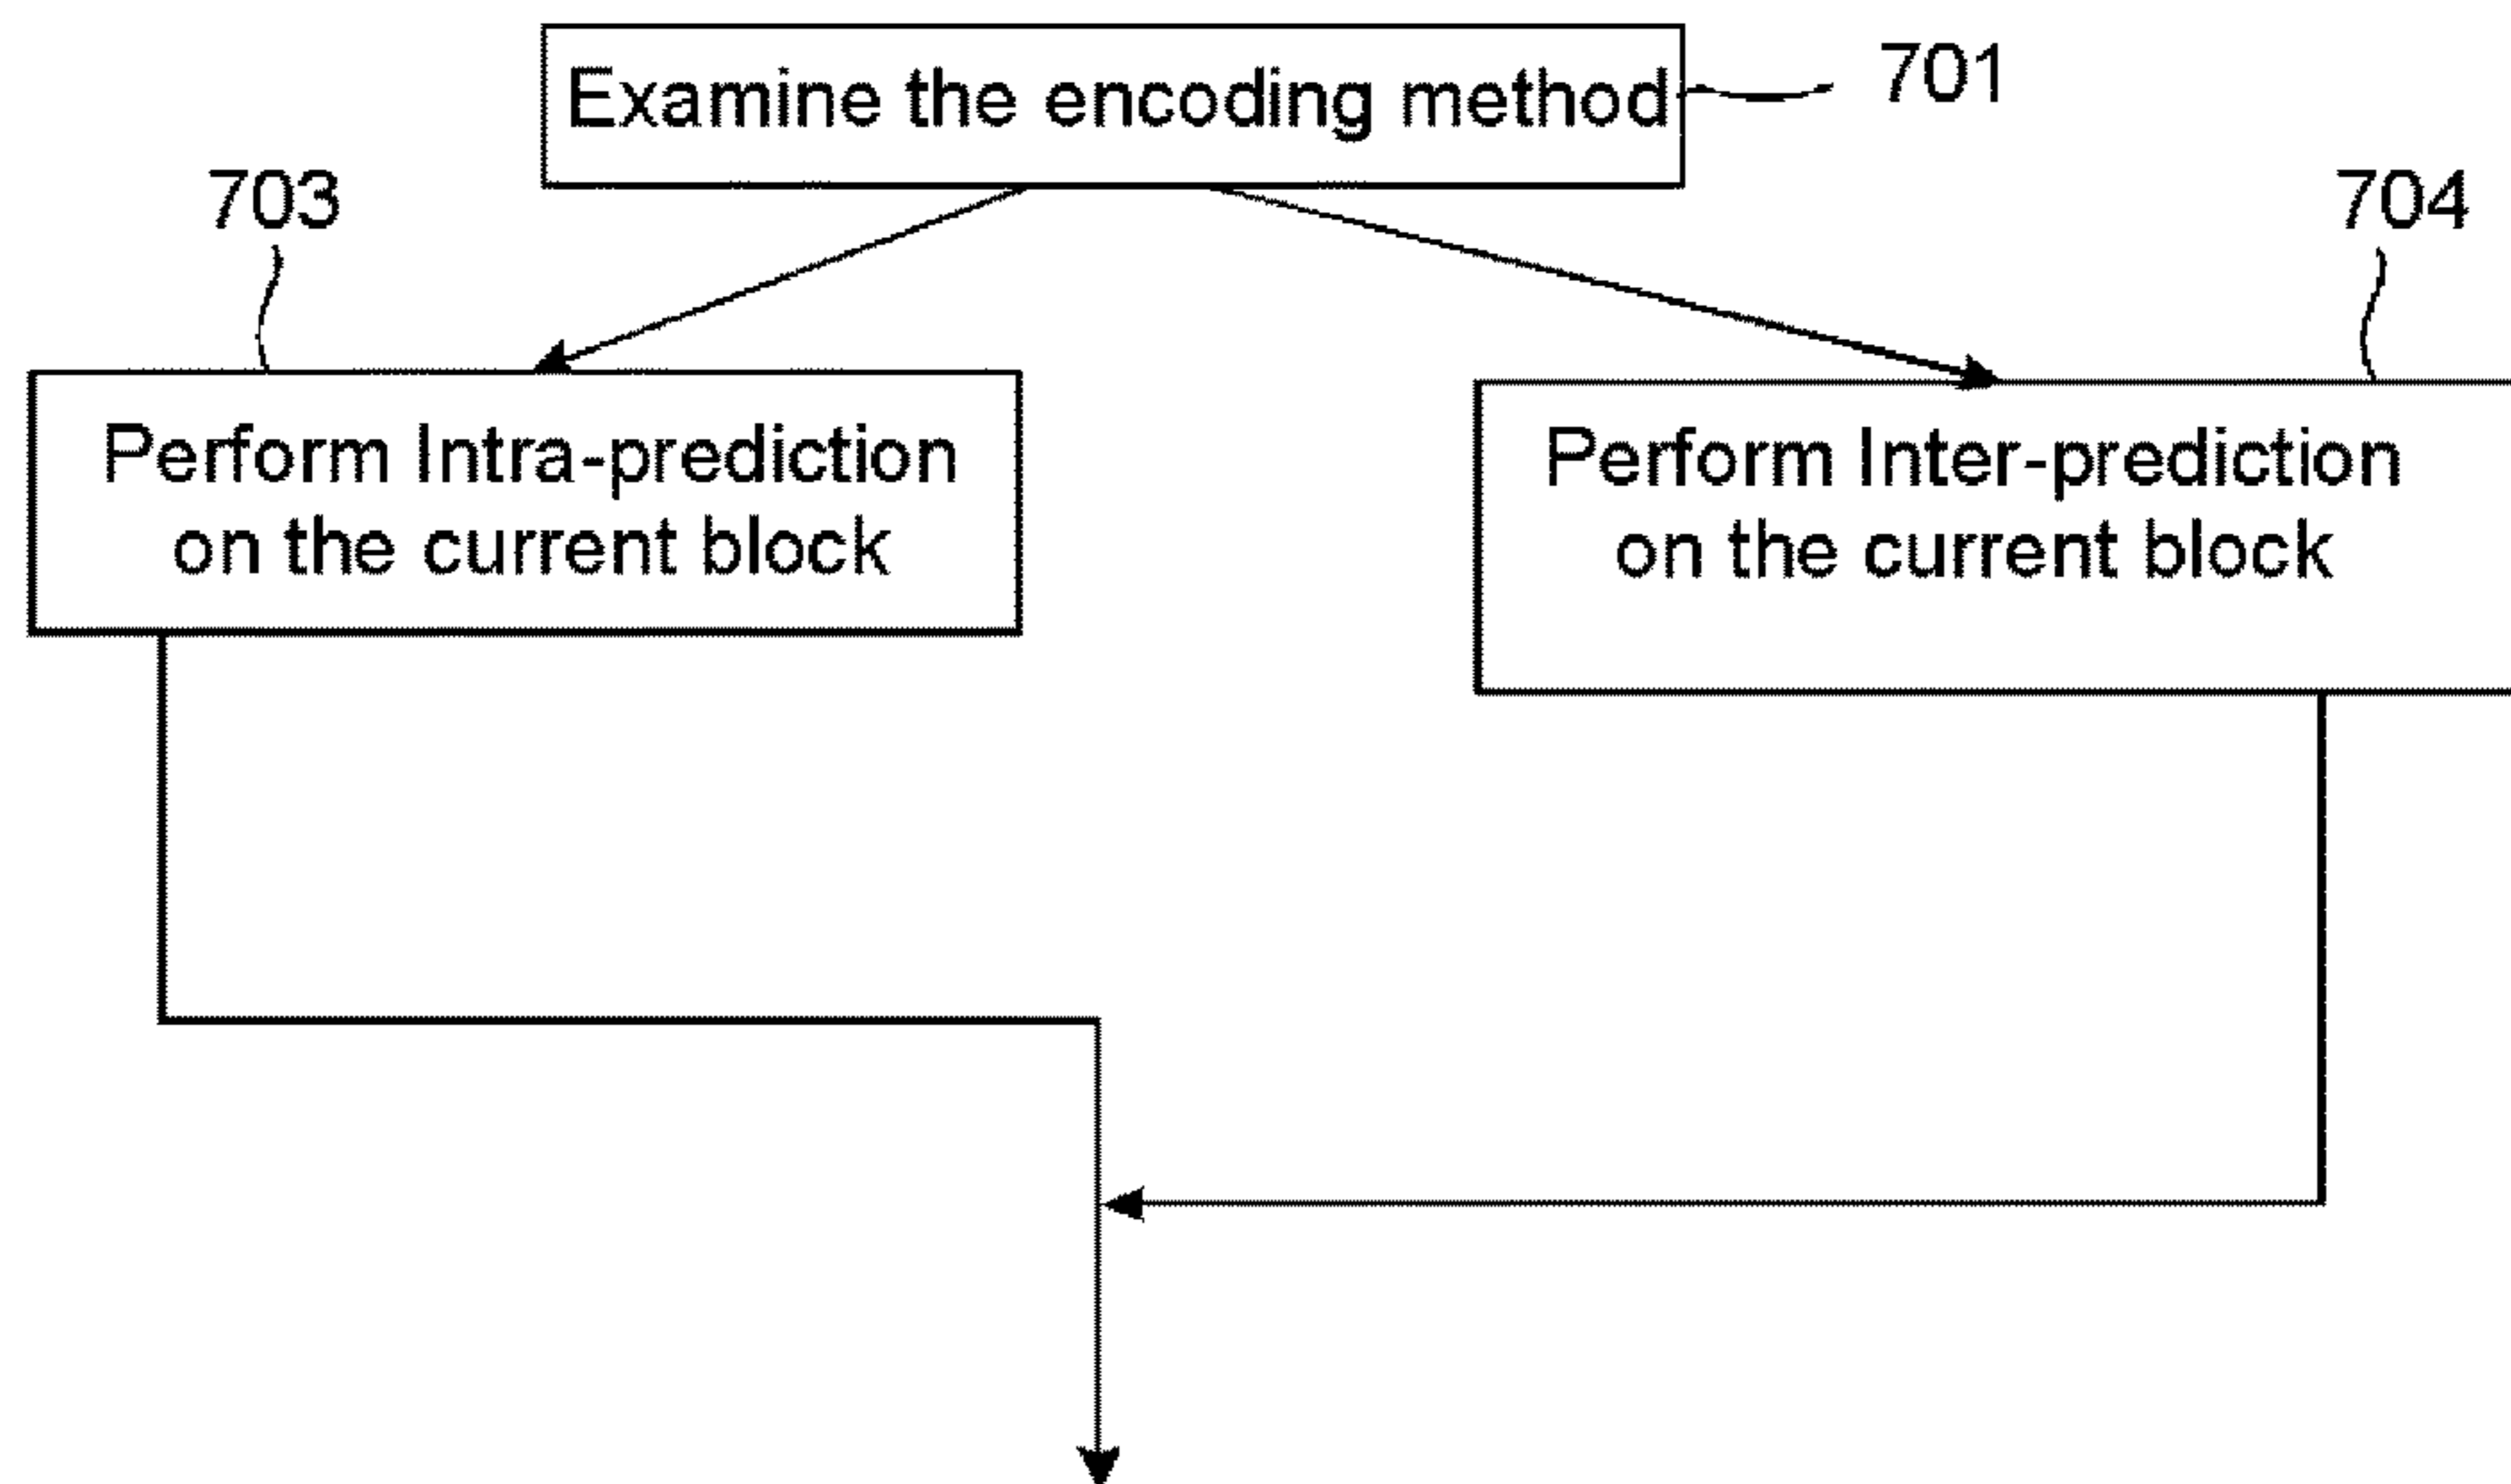 Examine the encoding method
701
703
704
Perform Intra-prediction
on the current block
Perform Inter-prediction
on the current block